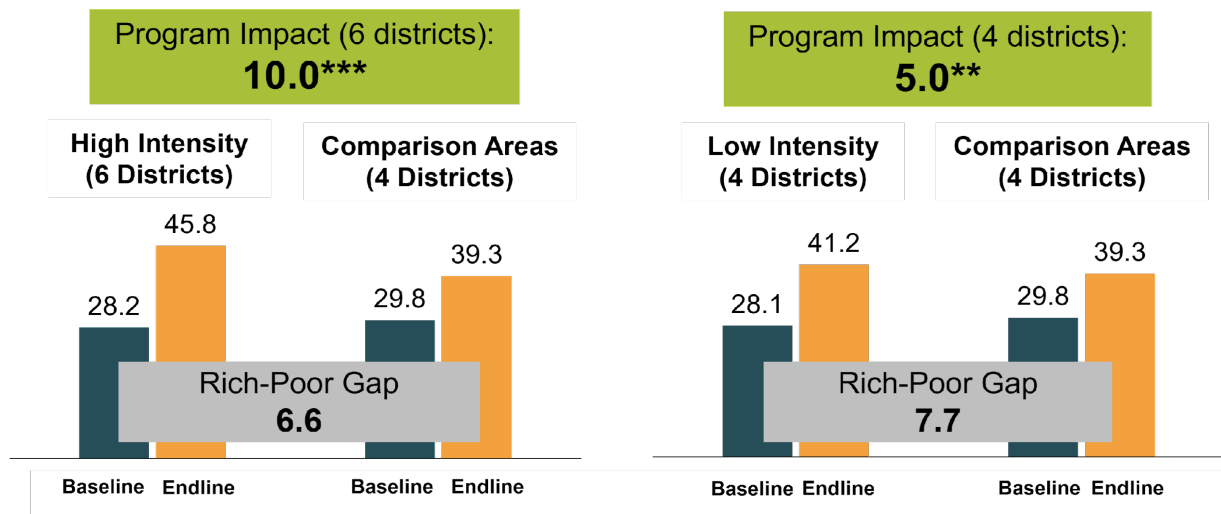 Program Impact (6 districts):
10.0***
High Intensity
(6 Districts)
Comparison Areas
(4 Districts)
45.8
39.3
28.2
29.8
Rich-Poor Gap
6.6
Baseline
Endline
Baseline
Endline
Program Impact (4 districts):
5.0**
Low Intensity
(4 Districts)
Comparison Areas
(4 Districts)
41.2
39.3
28.1
29.8
Rich-Poor Gap
7.7
Baseline
Endline
Baseline
Endline